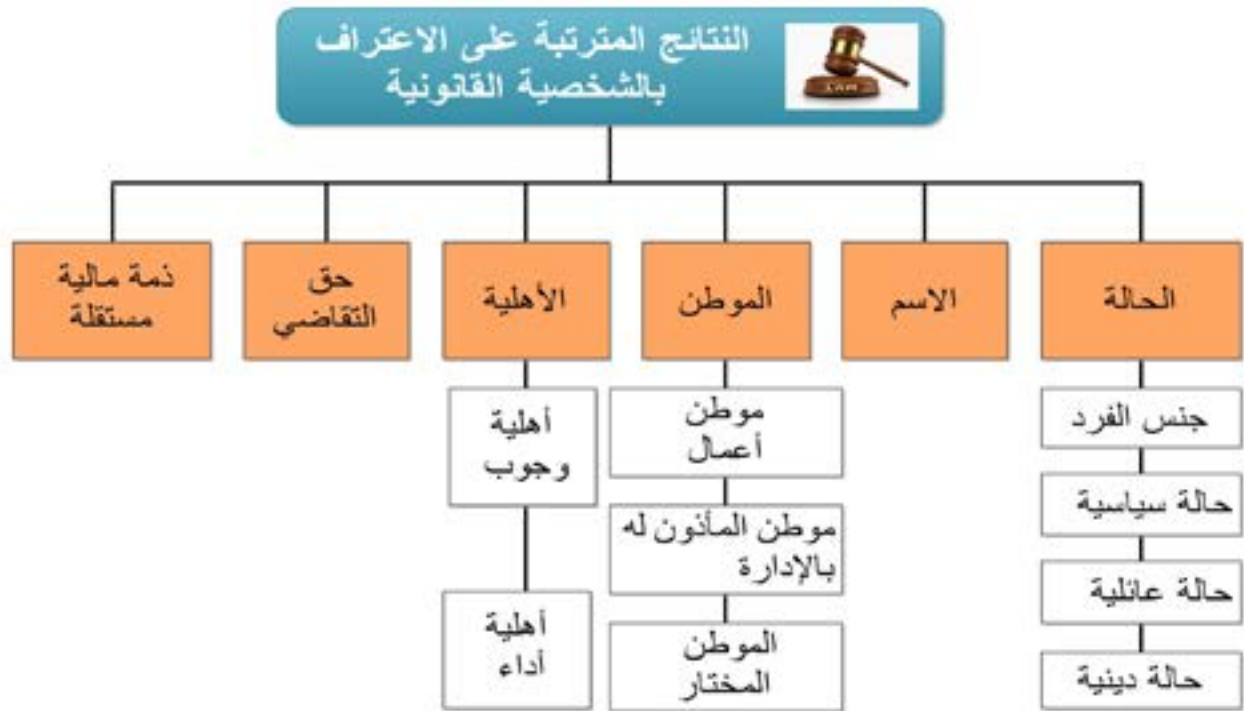 النتائج المترتبة على الاعتراف
بالشخصية القانونية
LAW
الحالة
الاسم
الموطن
الأهلية
حق
التقاضي
ذمة مالية
مستقلة
جنس الفرد
حالة سياسية
حالة عائلية
حالة دينية
موطن
أعمال
موطن المأذون له
بالإدارة
الموطن
المختار
أهلية
وجوب
أهلية
أداء